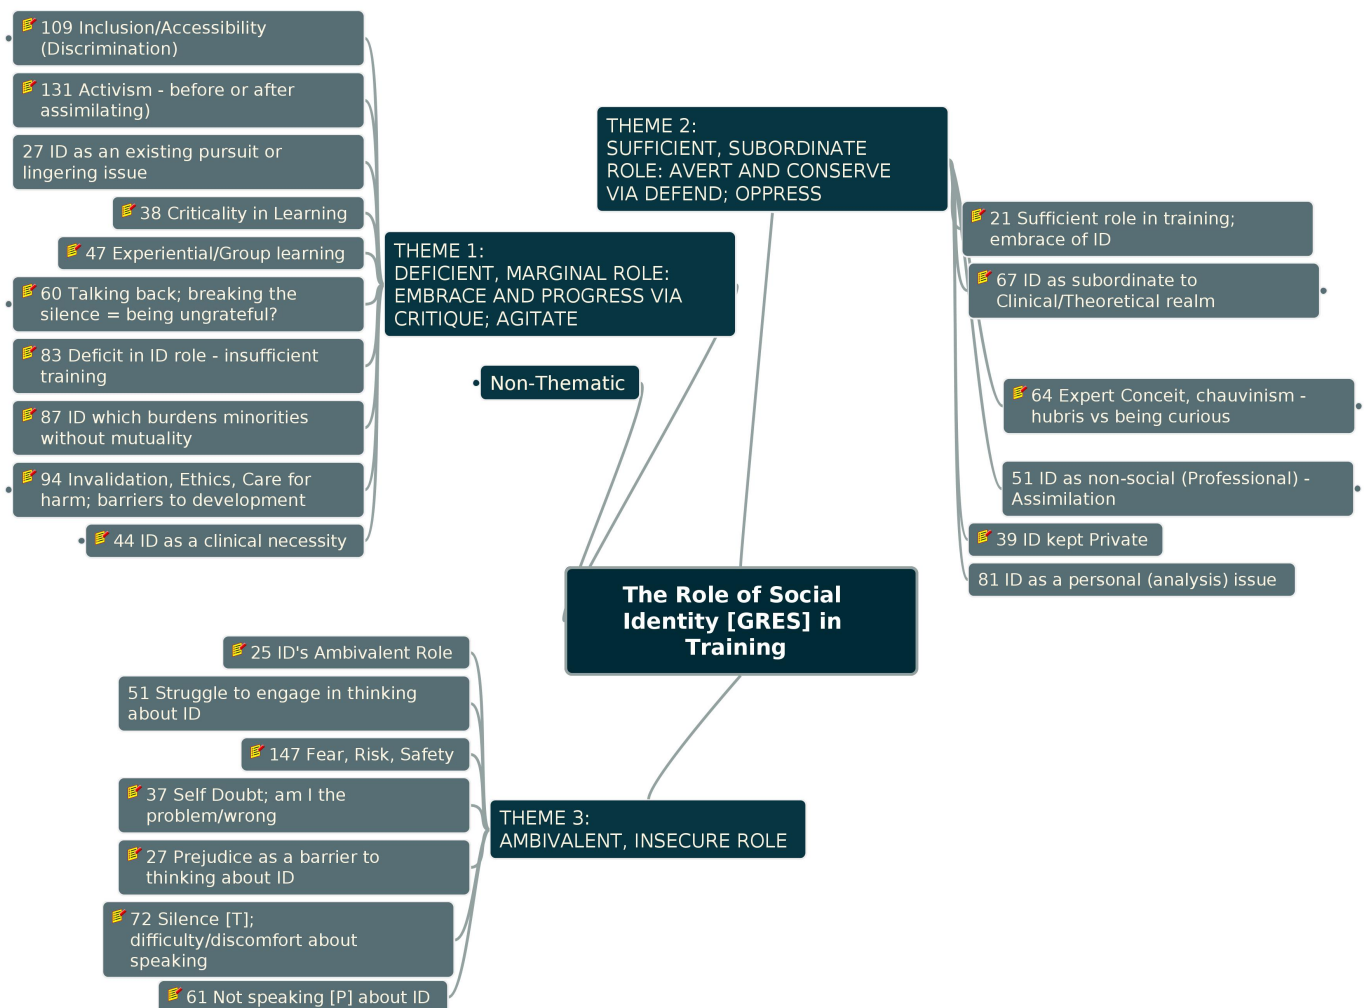 109 Inclusion/Accessibility
(Discrimination)
131 Activism - before or after
assimilating)
27 ID as an existing pursuit or
lingering issue
38 Criticality in Learning
47 Experiential/Group learning
60 Talking back; breaking the
silence = being ungrateful?
83 Deficit in ID role - insufficient
training
87 ID which burdens minorities
without mutuality
94 Invalidation, Ethics, Care for
harm; barriers to development
44 ID as a clinical necessity
THEME 1:
DEFICIENT, MARGINAL ROLE:
EMBRACE AND PROGRESS VIA
CRITIQUE; AGITATE
Non-Thematic
THEME 2:
SUFFICIENT, SUBORDINATE
ROLE: AVERT AND CONSERVE
VIA DEFEND; OPPRESS
21 Sufficient role in training;
embrace of ID
67 ID as subordinate to
Clinical/Theoretical realm
64 Expert Conceit, chauvinism -
hubris vs being curious
51 ID as non-social (Professional) -
Assimilation
39 ID kept Private
81 ID as a personal (analysis) issue
The Role of Social
Identity [GRES] in
Training
25 ID's Ambivalent Role
51 Struggle to engage in thinking
about ID
147 Fear, Risk, Safety
37 Self Doubt; am I the
problem/wrong
27 Prejudice as a barrier to
thinking about ID
72 Silence [T];
difficulty/discomfort about
speaking
61 Not speaking [P] about ID
THEME 3:
AMBIVALENT, INSECURE ROLE